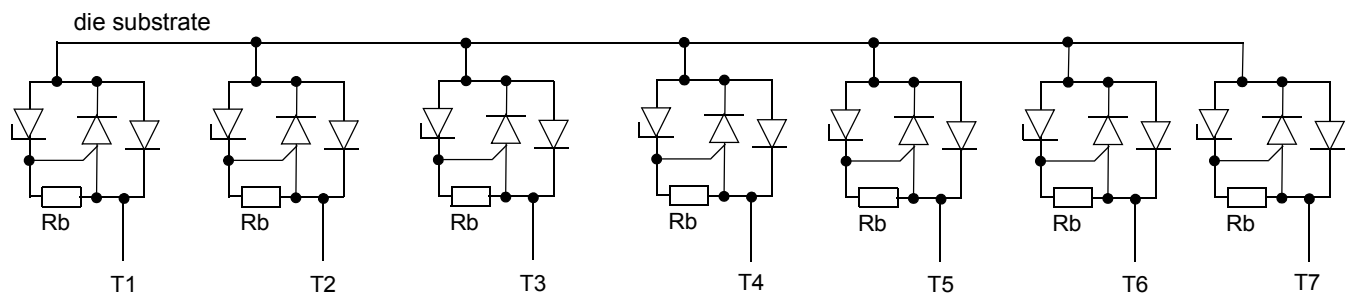 die substrate
Rb Rb Rb Rb Rb Rb Rb
T1 T2 T3 T4 T5 T6 T7